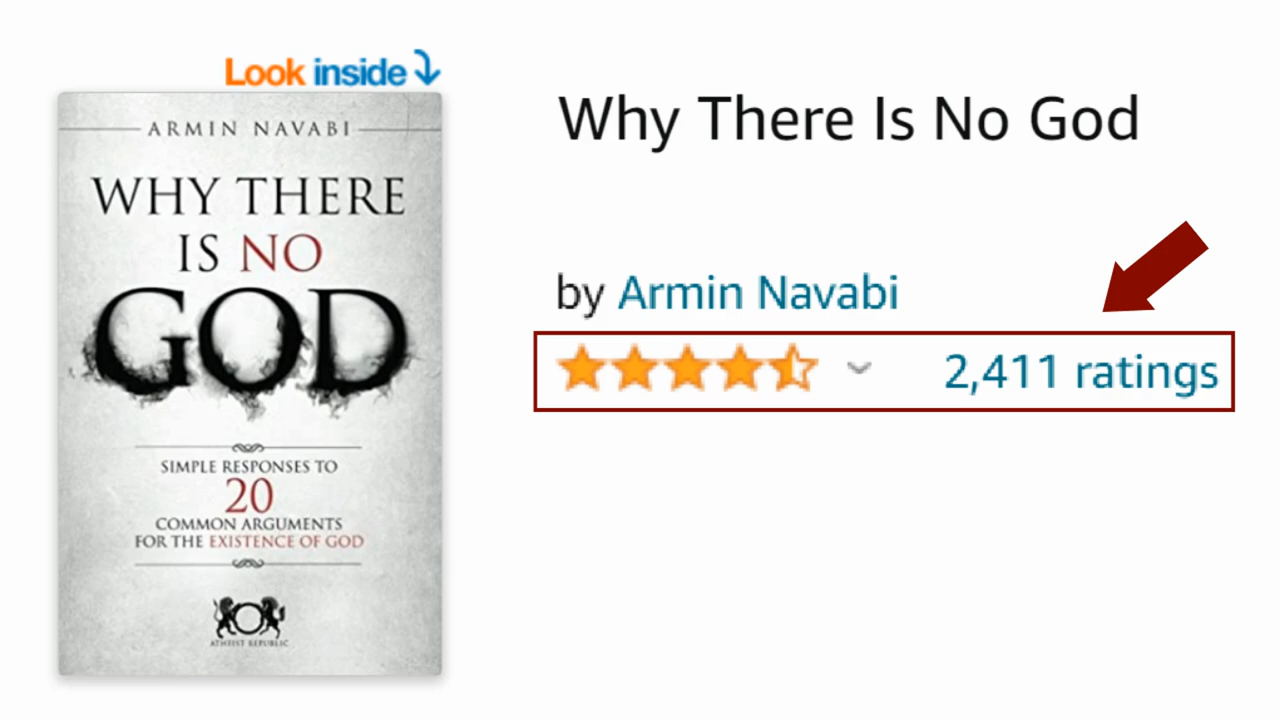 Look inside
ARMIN NAVABI
WHY THERE
IS NO
GOD
SIMPLE RESPONSES TO
20
COMMON ARGUMENTS
FOR THE EXISTENCE OF GOD
ATHEIST REPUBLIC
Why There Is No God
by Armin Navabi
2,411 ratings